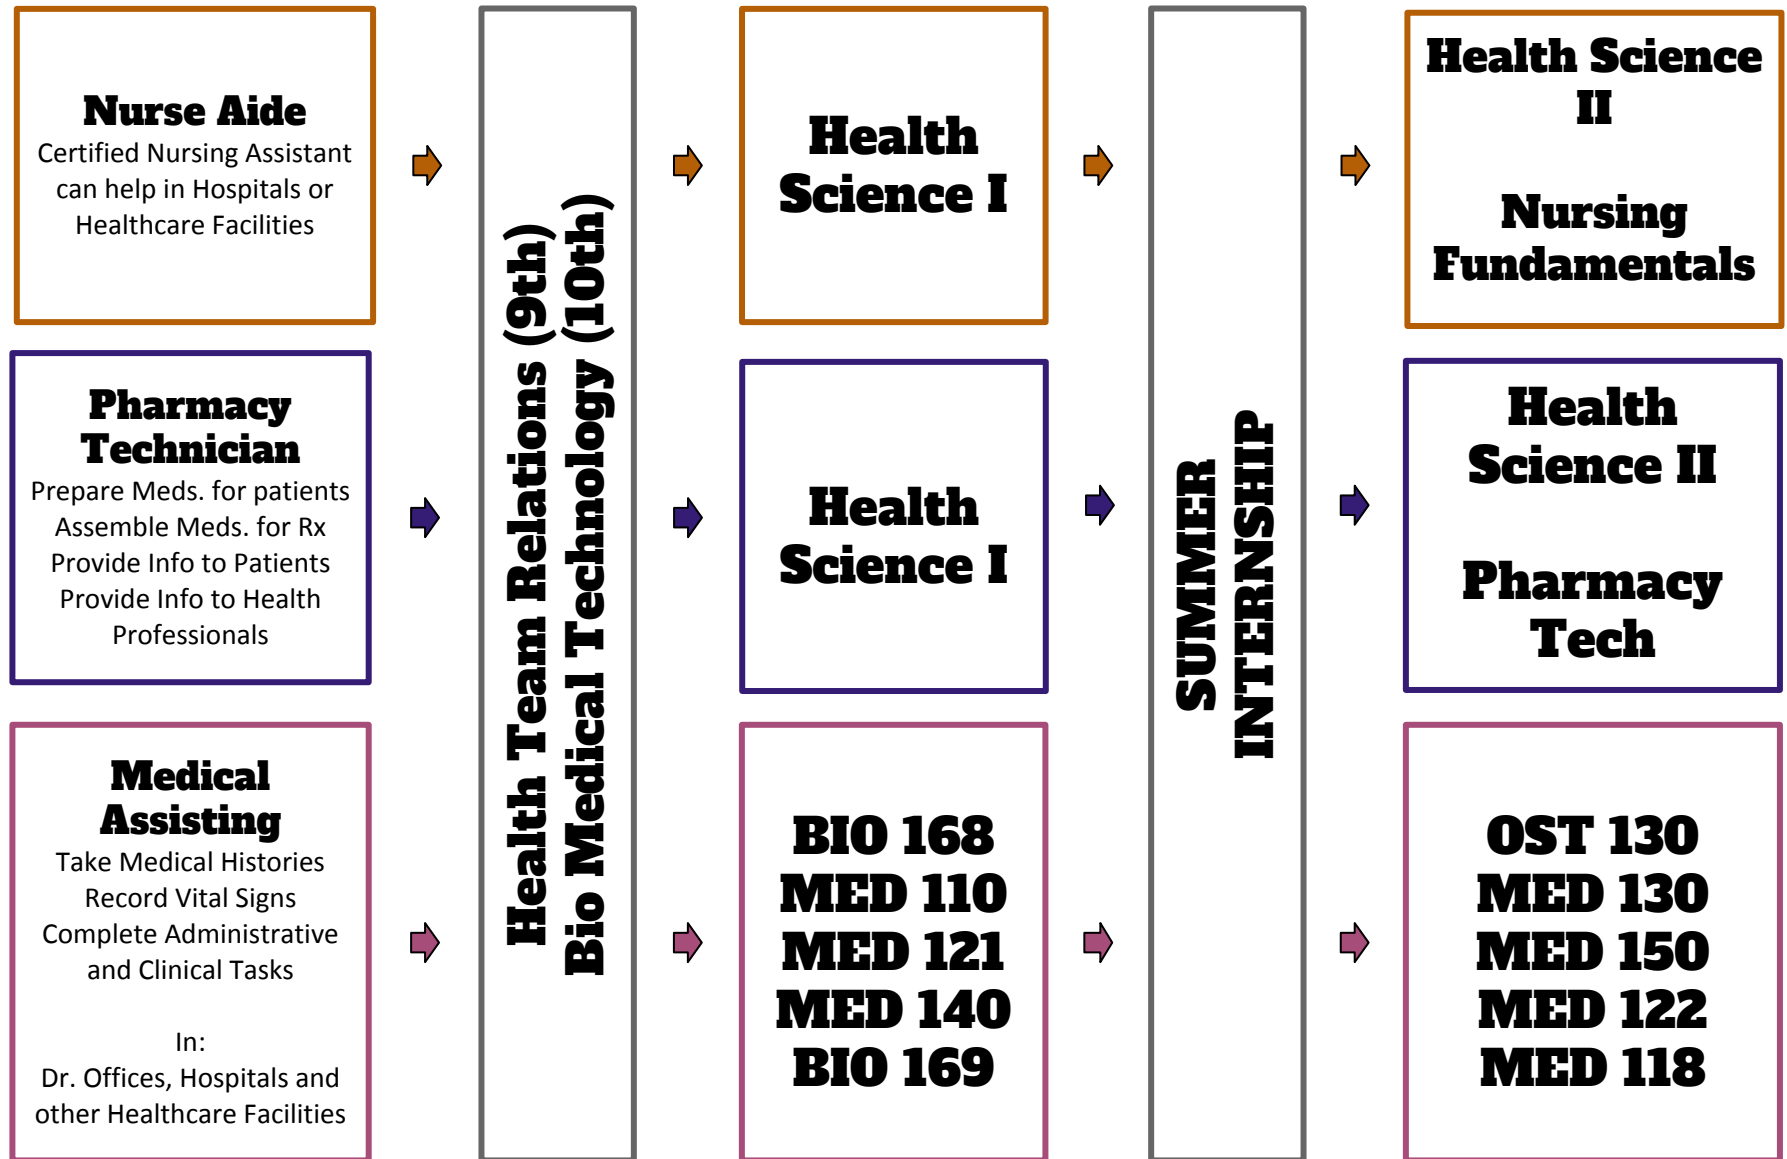 Nurse Aide
Certified Nursing Assistant
can help in Hospitals or
Healthcare Facilities
Pharmacy
Technician
Prepare Meds. for patients
Assemble Meds. for Rx
Provide Info to Patients
Provide Info to Health
Professionals
Medical
Assisting
Take Medical Histories
Record Vital Signs
Complete Administrative
and Clinical Tasks
In:
Dr. Offices, Hospitals and
other Healthcare Facilities
Health Team Relations (9th)
Bio Medical Technology (10th)
Health
Science I
Health
Science I
BIO 168
MED 110
MED 121
MED 140
BIO 169
SUMMER
INTERNSHIP
Health Science
II
Nursing
Fundamentals
Health
Science II
Pharmacy
Tech
OST 130
MED 130
MED 150
MED 122
MED 118